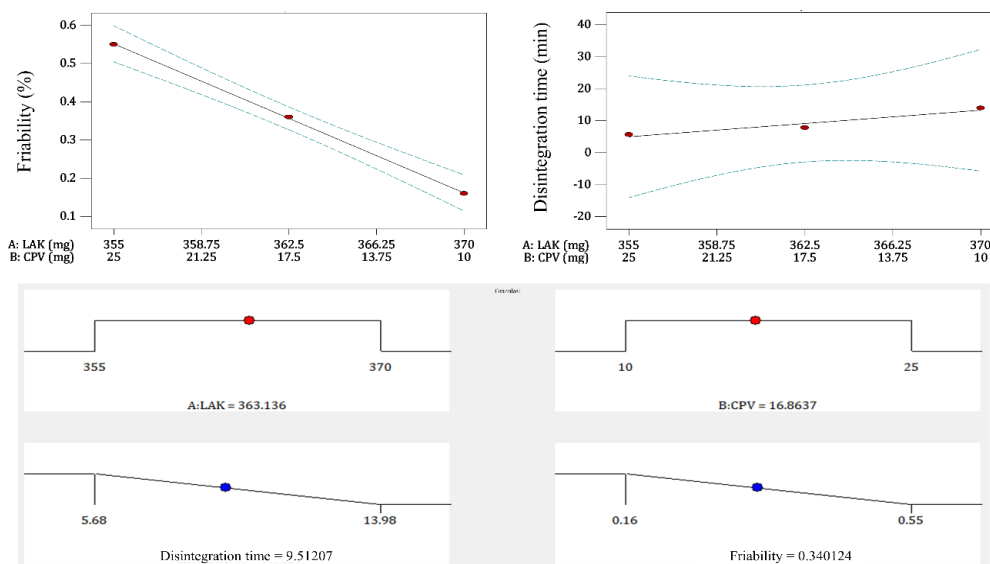 Friability (%)
0.6
0.5
0.4
0.3
0.2
0.1
A: LAK (mg) 355 358.75 362.5 366.25 370
B: CPV (mg) 25 21.25 17.5 13.75 10
Disintegration time (min)
40
30
20
10
0
-10
-20
A: LAK (mg) 355 358.75 362.5 366.25 370
B: CPV (mg) 25 21.25 17.5 13.75 10
355 370
A:LAK = 363.136
10 25
B:CPV = 16.8637
5.68 13.98
Disintegration time = 9.51207
0.16 0.55
Friability = 0.340124